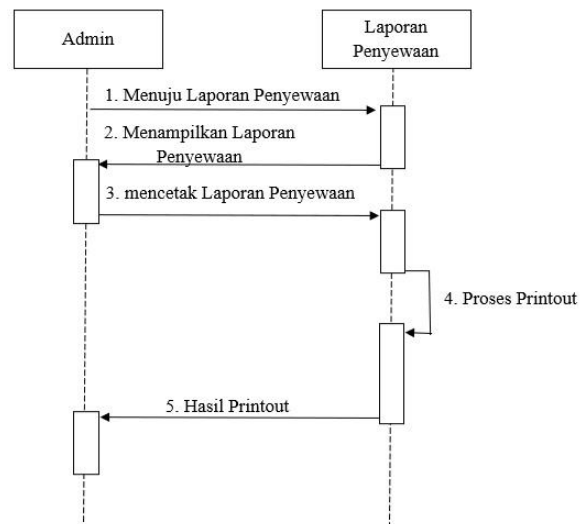 Admin
Laporan
Penyewaan
1. Menuju Laporan Penyewaan
2. Menampilkan Laporan
Penyewaan
3. mencetak Laporan Penyewaan
4. Proses Printout
5. Hasil Printout